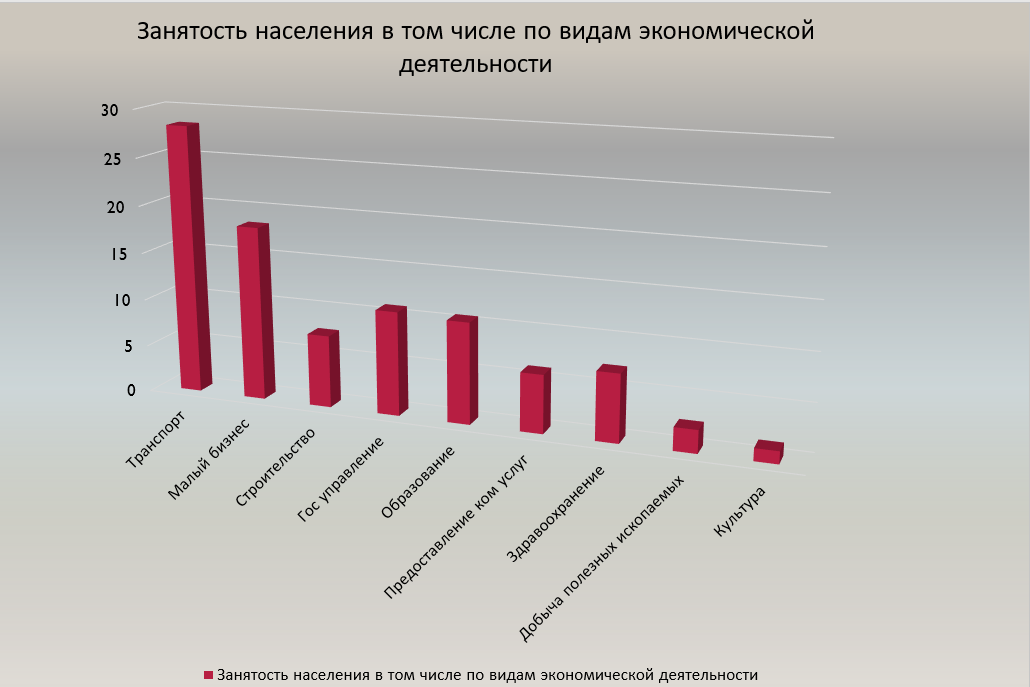 Занятость населения в том числе по видам экономической
деятельности
30
25
20
15
10
5
0
Транспорт
Малый бизнес
Строительство
Гос управление
Образование
Предоставление ком услуг
Здравоохранение
Добыча полезных ископаемых
Культура
Занятость населения в том числе по видам экономической деятельности